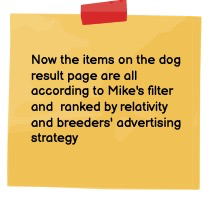 Now the items on the dog
result page are all
according to Mike's filter
and  ranked by relativity
and breeders' advertising
strategy